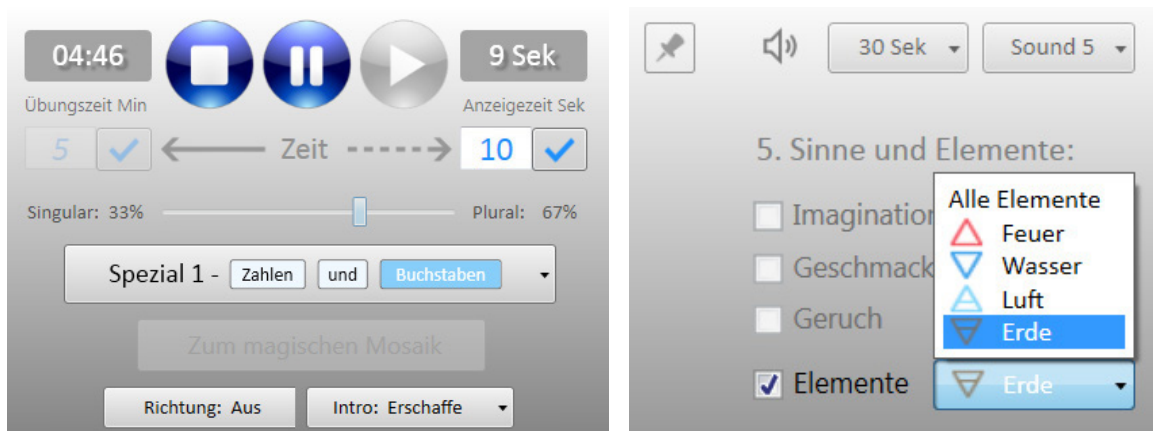 04:46
9 Sek
Übungszeit Min
Anzeigezeit Sek
5
Zeit
10
Singular: 33%
Plural: 67%
Spezial 1 - Zahlen und Buchstaben
Zum magischen Mosaik
Richtung: Aus
Intro: Erschaffe
30 Sek
Sound 5
5. Sinne und Elemente:
Imagination
Geschmack
Geruch
Elemente
Alle Elemente
Feuer
Wasser
Luft
Erde
Erde